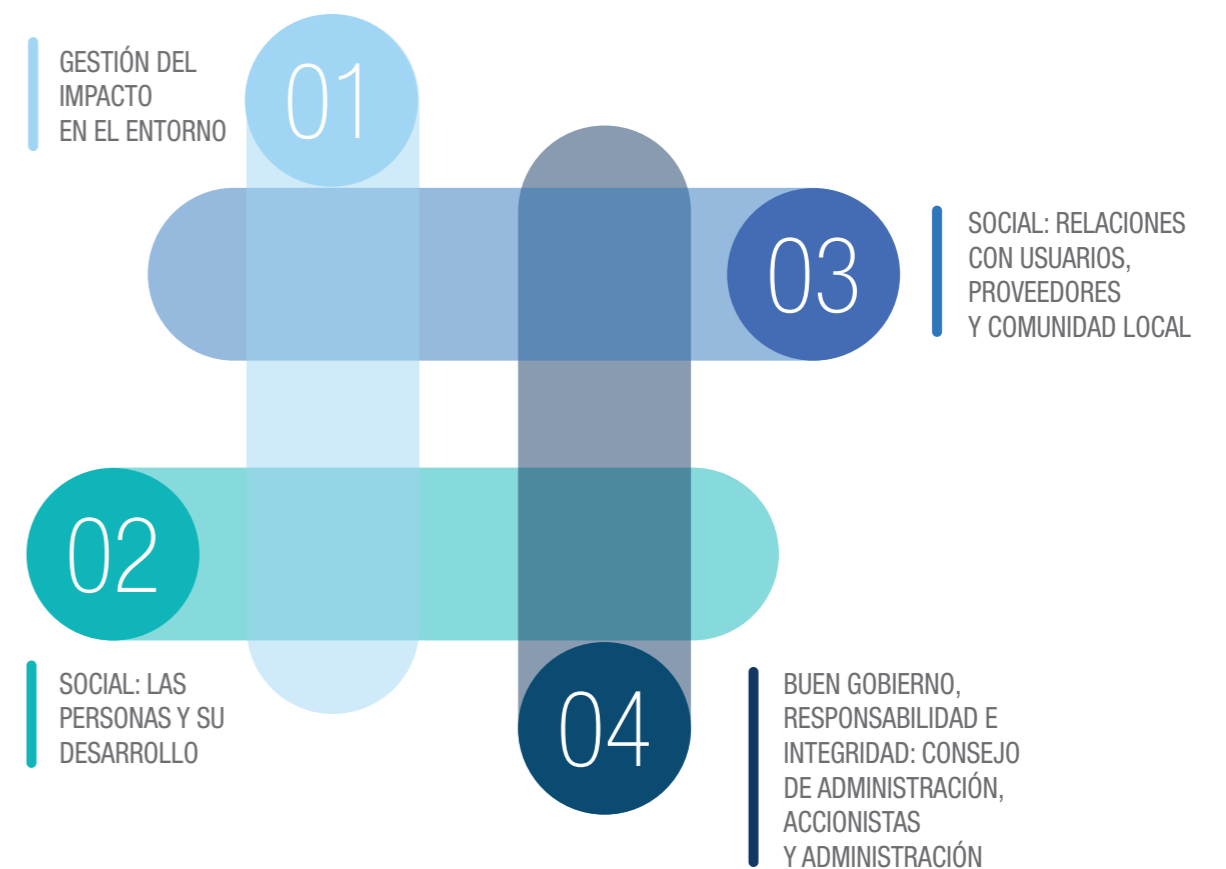 01
GESTIÓN DEL
IMPACTO
EN EL ENTORNO
02
SOCIAL: LAS
PERSONAS Y SU
DESARROLLO
03
SOCIAL: RELACIONES
CON USUARIOS,
PROVEEDORES
Y COMUNIDAD LOCAL
04
BUEN GOBIERNO,
RESPONSABILIDAD E
INTEGRIDAD: CONSEJO
DE ADMINISTRACIÓN,
ACCIONISTAS
Y ADMINISTRACIÓN